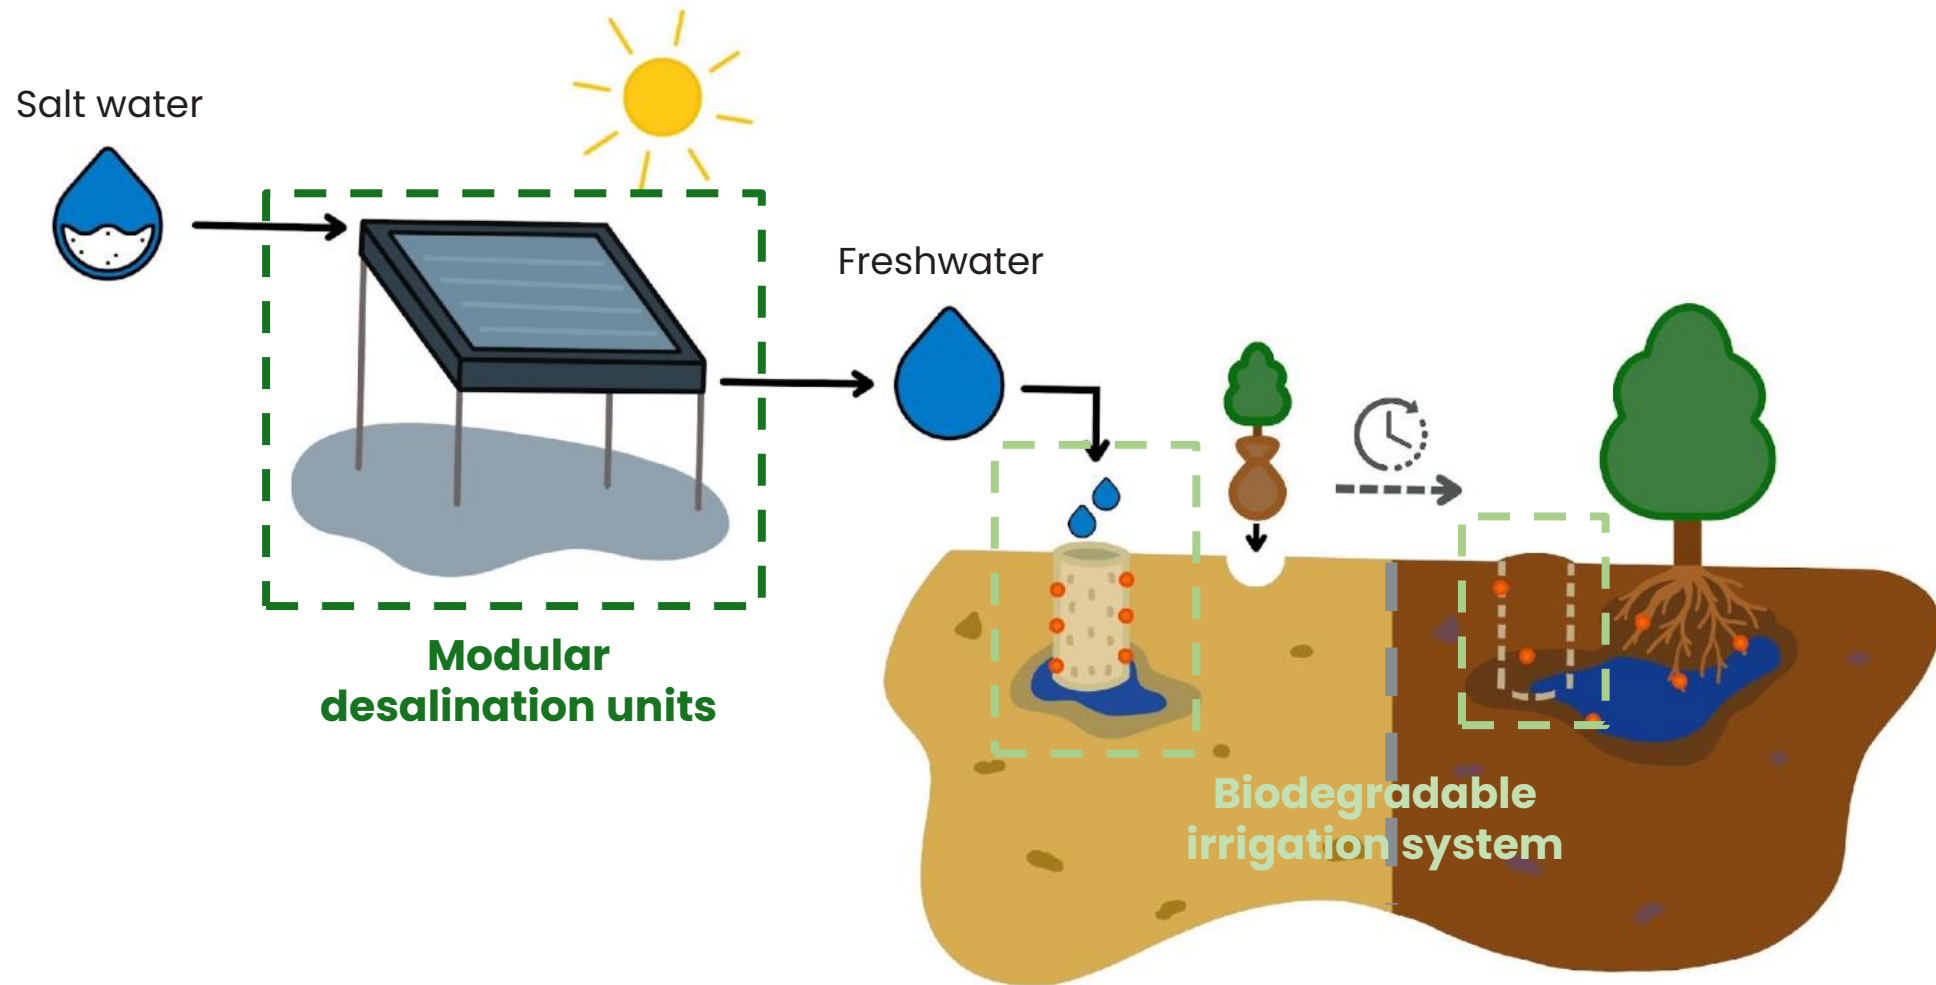 Salt water
Freshwater
Modular
desalination units
Biodegradable
irrigation system